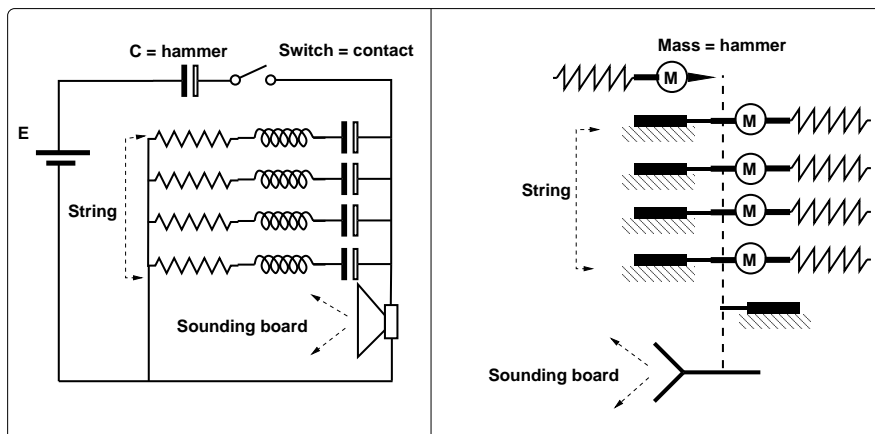 C = hammer
Switch = contact
E
String
Sounding board
Mass = hammer
M
M
M
String
M
M
Sounding board